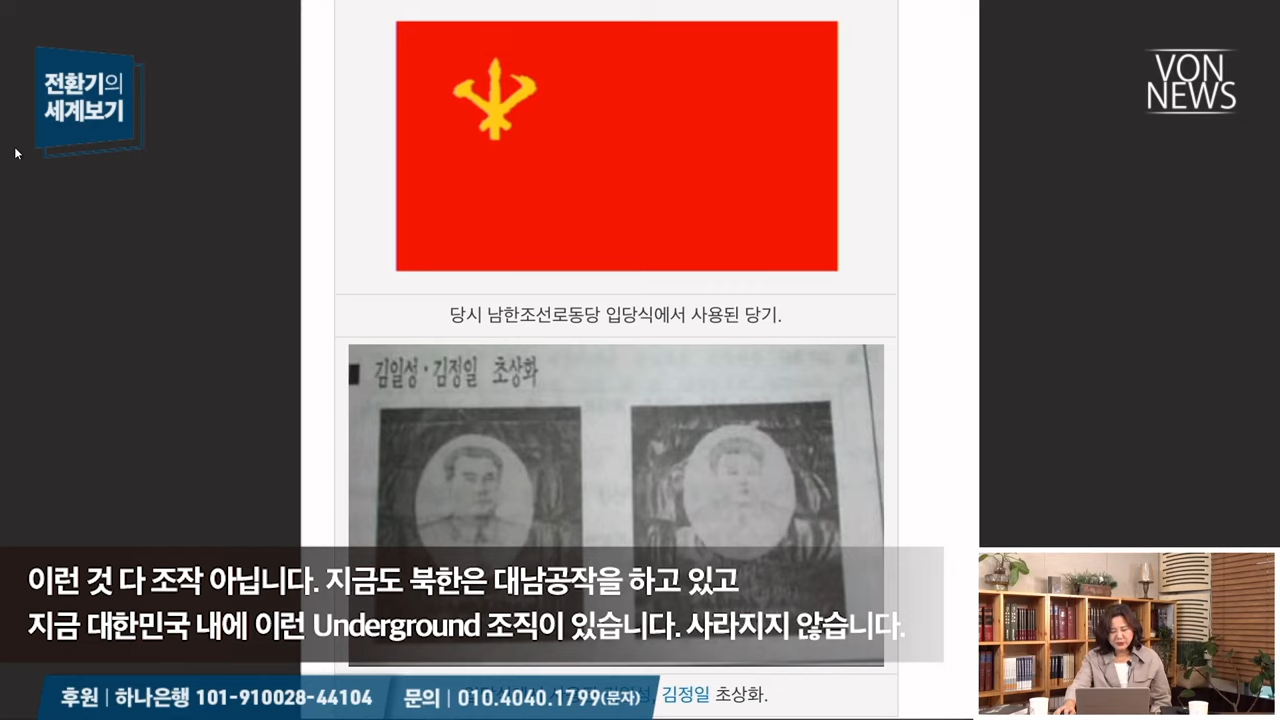 전환기의
세계보기
VON
NEWS
당시 남한조선로동당 입당식에서 사용된 당기.
김일성·김정일 초상화
이런 것 다 조작 아닙니다. 지금도 북한은 대남공작을 하고 있고
지금 대한민국 내에 이런 Underground 조직이 있습니다. 사라지지 않습니다.
후원 | 하나은행 101-910028-44104 문의 | 010.4040.1799(문자)
김정일 초상화.